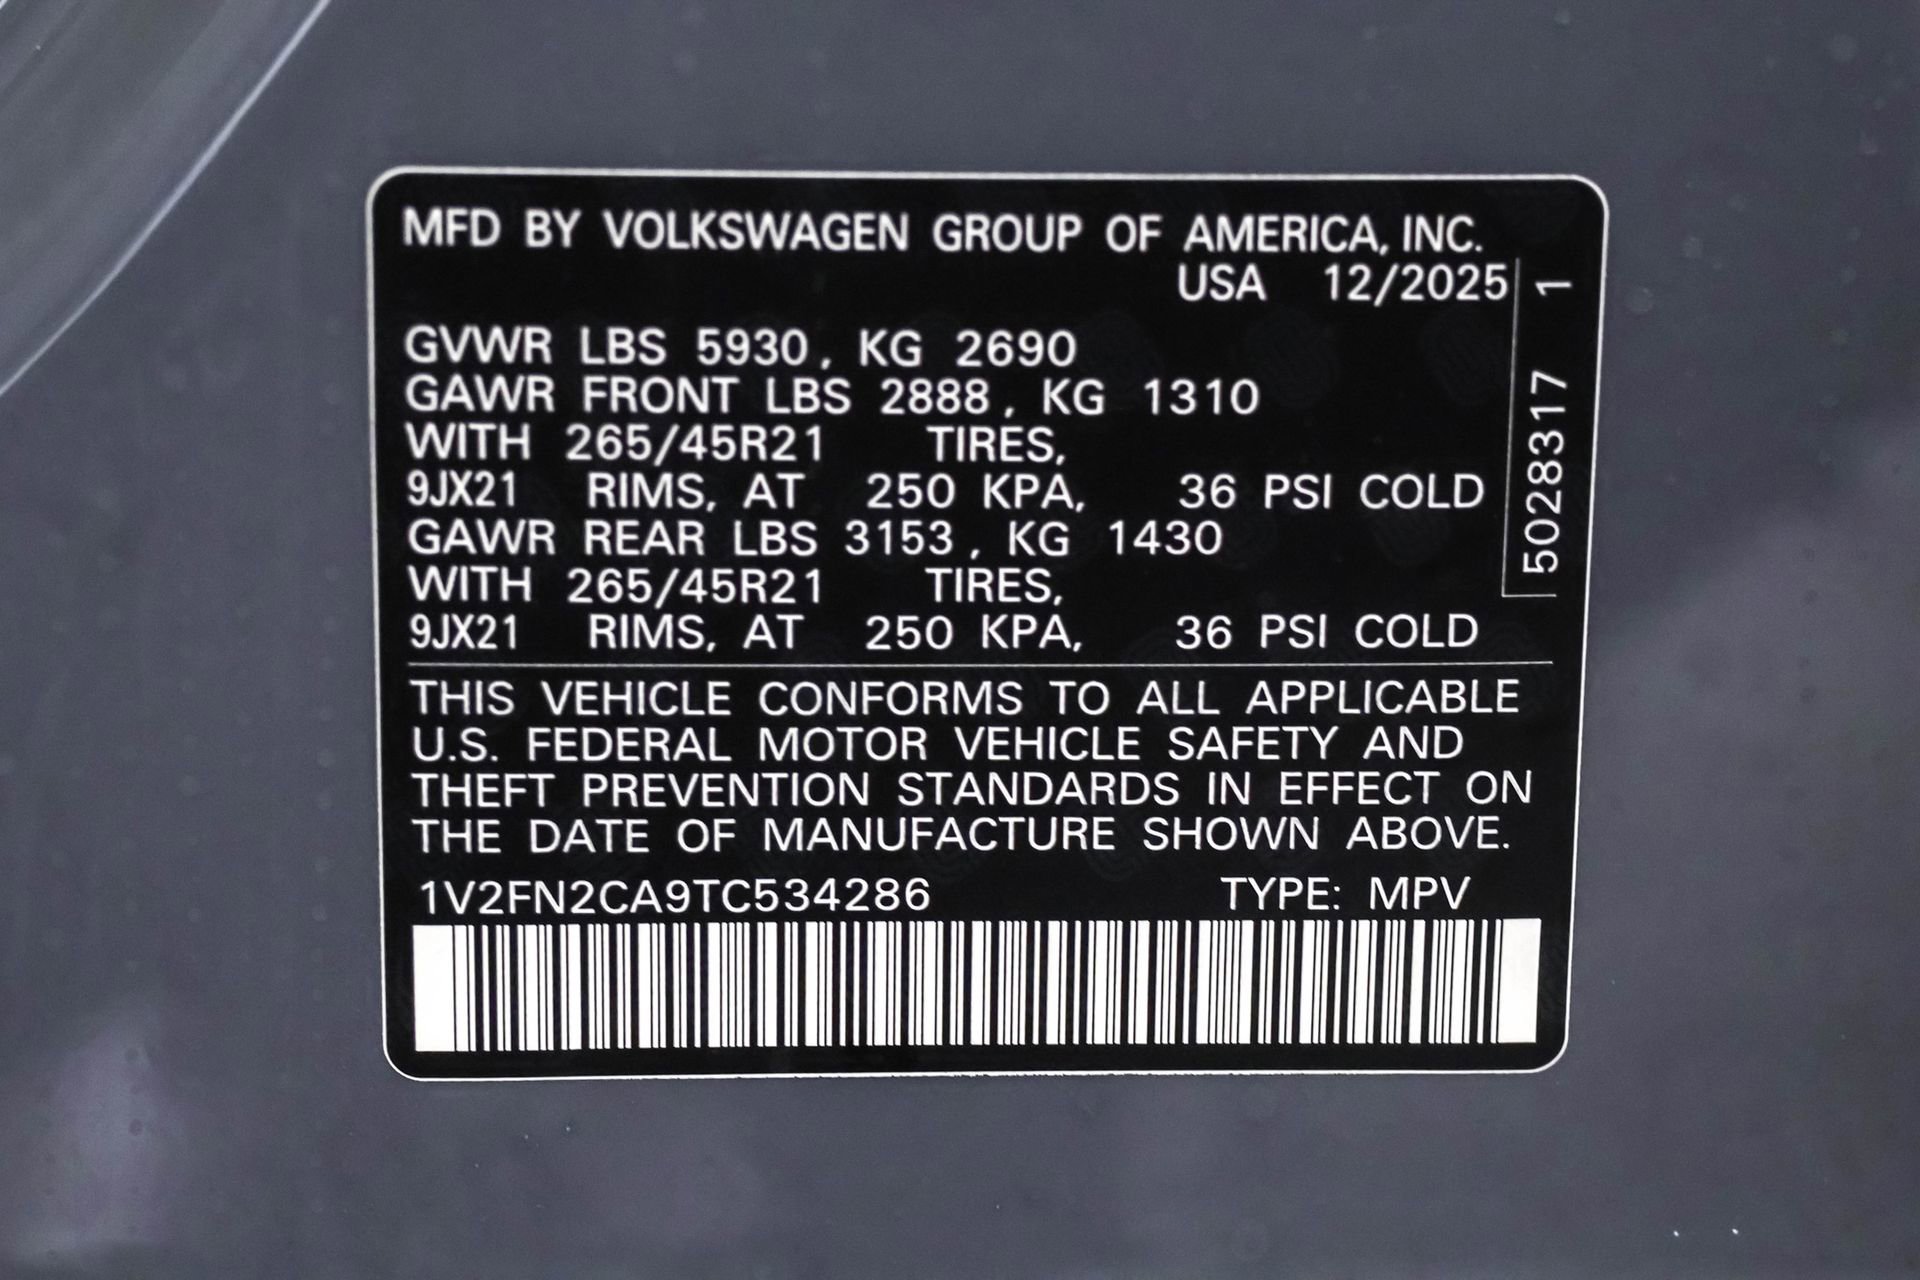 MFD BY VOLKSWAGEN GROUP OF AMERICA, INC.
USA 12/2025
GVWR LBS 5930, KG 2690
GAWR FRONT LBS 2888, KG 1310
WITH 265/45R21 TIRES,
9JX21 RIMS, AT 250 KPA, 36 PSI COLD
GAWR REAR LBS 3153, KG 1430
WITH 265/45R21 TIRES,
9JX21 RIMS, AT 250 KPA, 36 PSI COLD
5028317 1
THIS VEHICLE CONFORMS TO ALL APPLICABLE
U.S. FEDERAL MOTOR VEHICLE SAFETY AND
THEFT PREVENTION STANDARDS IN EFFECT ON
THE DATE OF MANUFACTURE SHOWN ABOVE.
1V2FN2CA9TC534286 TYPE: MPV